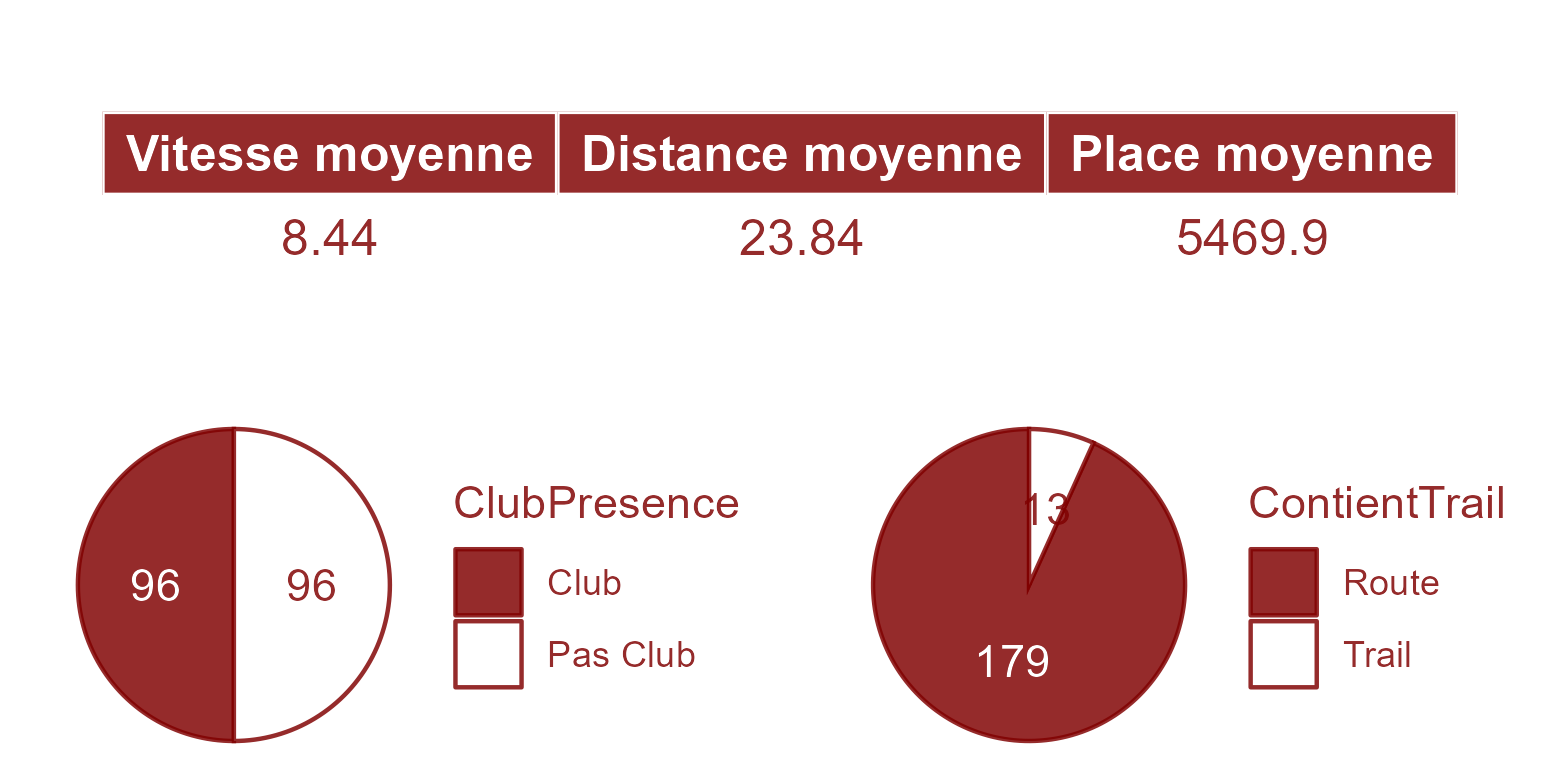 Vitesse moyenne Distance moyenne Place moyenne
8.44 23.84 5469.9
ClubPresence
96 96 Club
Pas Club
ContientTrail
13
Route
179 Trail